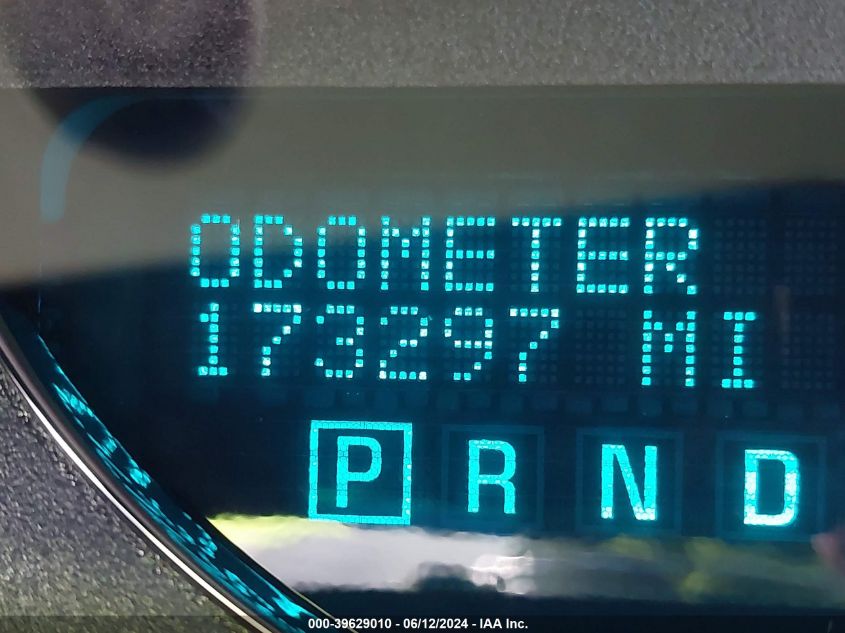 ODOMETER
173297 MI
P R N D
000-39629010 - 06/12/2024 - IAA Inc.